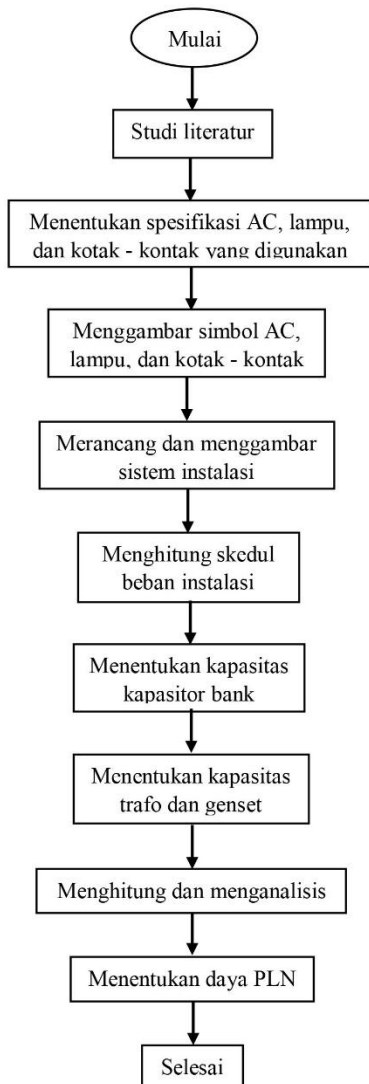 Mulai
Studi literatur
Menentukan spesifikasi AC, lampu,
dan kotak - kontak yang digunakan
Menggambar simbol AC,
lampu, dan kotak - kontak
Merancang dan menggambar
sistem instalasi
Menghitung skedul
beban instalasi
Menentukan kapasitas
kapasitor bank
Menentukan kapasitas
trafo dan genset
Menghitung dan menganalisis
Menentukan daya PLN
Selesai